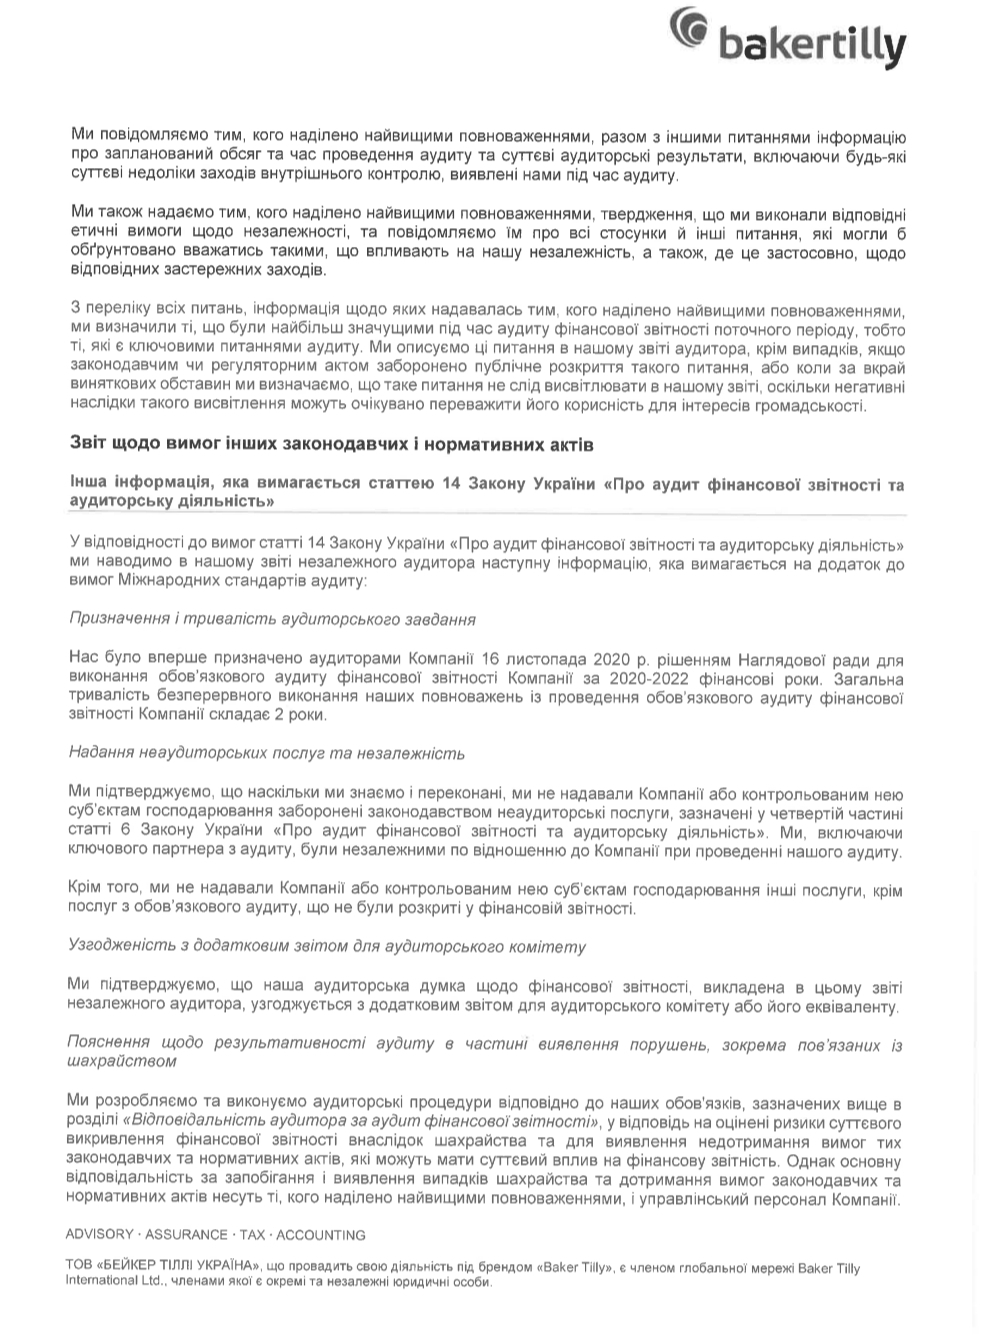 bakertilly
Ми повідомляємо тим, кого наділено найвищими повноваженнями, разом з іншими питаннями інформацію
про запланований обсяг та час проведення аудиту та суттєві аудиторські результати, включаючи будь-які
суттєві недоліки заходів внутрішнього контролю, виявлені нами під час аудиту.
Ми також надаємо тим, кого наділено найвищими повноваженнями, твердження, що ми виконали відповідні
етичні вимоги щодо незалежності, та повідомляємо їм про всі стосунки й інші питання, які могли б
обґрунтовано вважатись такими, що впливають на нашу незалежність, а також, де це застосовно, щодо
відповідних застережних заходів.
З переліку всіх питань, інформація щодо яких надавалась тим, кого наділено найвищими повноваженнями,
ми визначили ті, що були найбільш значущими під час аудиту фінансової звітності поточного періоду, тобто
ті, які є ключовими питаннями аудиту. Ми описуємо ці питання в нашому звіті аудитора, крім випадків, якщо
законодавчим чи регуляторним актом заборонено публічне розкриття такого питання, або коли за вкрай
виняткових обставин ми визначаємо, що таке питання не слід висвітлювати в нашому звіті, оскільки негативні
наслідки такого висвітлення можуть очікувано переважити його корисність для інтересів громадськості.
Звіт щодо вимог інших законодавчих і нормативних актів
Інша інформація, яка вимагається статтею 14 Закону України «Про аудит фінансової звітності та
аудиторську діяльність»
У відповідності до вимог статті 14 Закону України «Про аудит фінансової звітності та аудиторську діяльність»
ми наводимо в нашому звіті незалежного аудитора наступну інформацію, яка вимагається на додаток до
вимог Міжнародних стандартів аудиту:
Призначення і тривалість аудиторського завдання
Нас було вперше призначено аудиторами Компанії 16 листопада 2020 р. рішенням Наглядової ради для
виконання обов'язкового аудиту фінансової звітності Компанії за 2020-2022 фінансові роки. Загальна
тривалість безперервного виконання наших повноважень із проведення обов'язкового аудиту фінансової
звітності Компанії складає 2 роки.
Надання неаудиторських послуг та незалежність
Ми підтверджуємо, що наскільки ми знаємо і переконані, ми не надавали Компанії або контрольованим нею
суб'єктам господарювання заборонені законодавством неаудиторські послуги, зазначені у четвертій частині
статті 6 Закону України «Про аудит фінансової звітності та аудиторську діяльність». Ми, включаючи
ключового партнера з аудиту, були незалежними по відношенню до Компанії при проведенні нашого аудиту.
Крім того, ми не надавали Компанії або контрольованим нею суб'єктам господарювання інші послуги, крім
послуг з обов'язкового аудиту, що не були розкриті у фінансовій звітності.
Узгодженість з додатковим звітом для аудиторського комітету
Ми підтверджуємо, що наша аудиторська думка щодо фінансової звітності, викладена в цьому звіті
незалежного аудитора, узгоджується з додатковим звітом для аудиторського комітету або його еквіваленту.
Пояснення щодо результативності аудиту в частині виявлення порушень, зокрема пов'язаних із
шахрайством
Ми розробляємо та виконуємо аудиторські процедури відповідно до наших обов'язків, зазначених вище в
розділі «Відповідальність аудитора за аудит фінансової звітності», у відповідь на оцінені ризики суттєвого
викривлення фінансової звітності внаслідок шахрайства та для виявлення недотримання вимог тих
законодавчих та нормативних актів, які можуть мати суттєвий вплив на фінансову звітність. Однак основну
відповідальність за запобігання і виявлення випадків шахрайства та дотримання вимог законодавчих та
нормативних актів несуть ті, кого наділено найвищими повноваженнями, і управлінський персонал Компанії.
ADVISORY · ASSURANCE · TAX · ACCOUNTING
ТОВ «БЕЙКЕР ТІЛЛІ УКРАЇНА», що провадить свою діяльність під брендом «Baker Tilly», є членом глобальної мережі Baker Tilly
International Ltd., членами якої є окремі та незалежні юридичні особи.